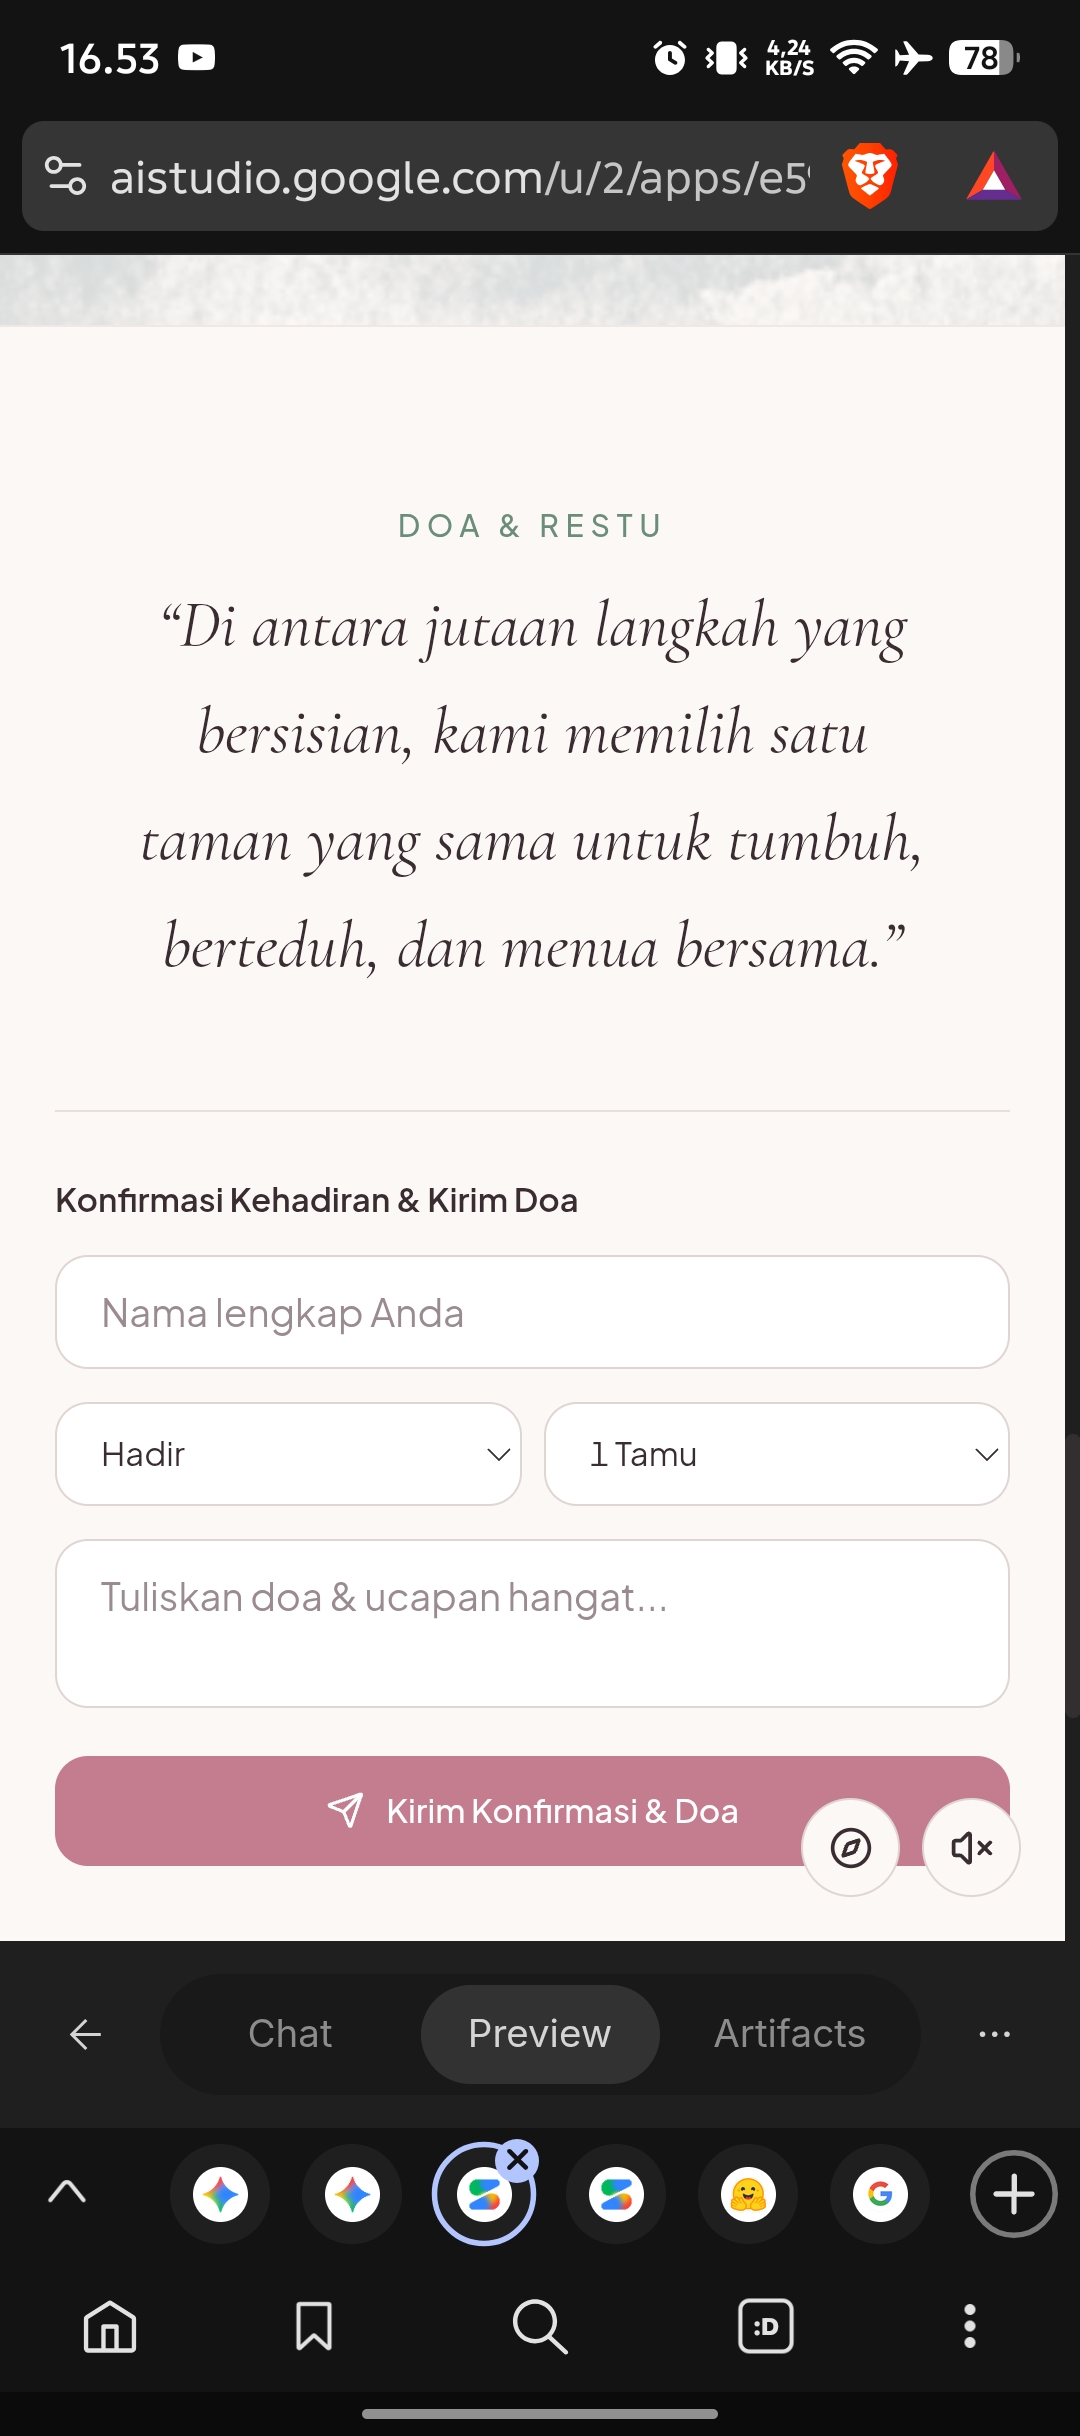 16.53
4,24
KB/S
78
aistudio.google.com/u/2/apps/e5
DOA & RESTU
“Di antara jutaan langkah yang
bersisian, kami memilih satu
taman yang sama untuk tumbuh,
berteduh, dan menua bersama.”
Konfirmasi Kehadiran & Kirim Doa
Nama lengkap Anda
Hadir
1 Tamu
Tuliskan doa & ucapan hangat...
Kirim Konfirmasi & Doa
Chat
Preview
Artifacts
:D